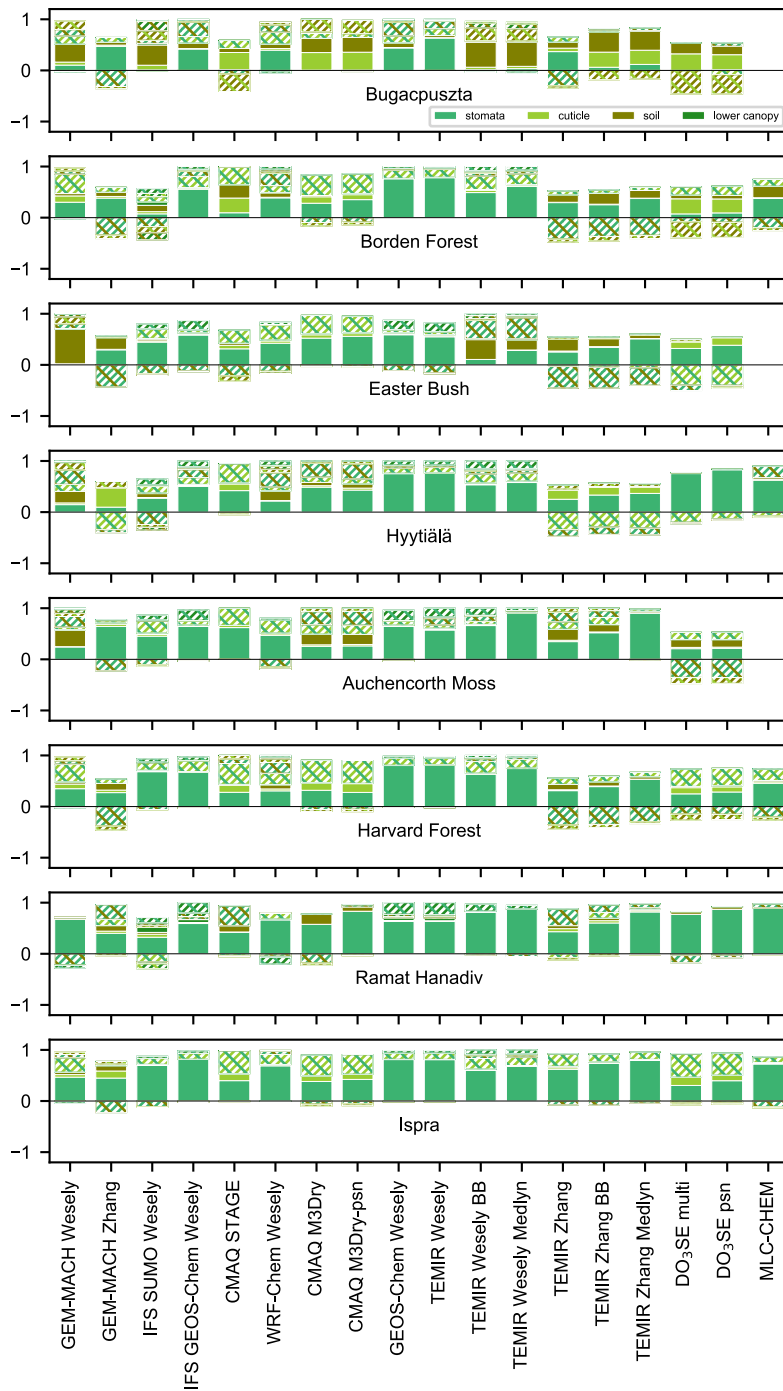 1
0
−1
Bugacpuszta
stomata cuticle soil lower canopy
1
0
−1
Borden Forest
1
0
−1
Easter Bush
1
0
−1
Hyytiälä
1
0
−1
Auchencorth Moss
1
0
−1
Harvard Forest
1
0
−1
Ramat Hanadiv
1
0
−1
Ispra
GEM-MACH Wesely
GEM-MACH Zhang
IFS SUMO Wesely
IFS GEOS-Chem Wesely
CMAQ STAGE
WRF-Chem Wesely
CMAQ M3Dry
CMAQ M3Dry-psn
GEOS-Chem Wesely
TEMIR Wesely
TEMIR Wesely BB
TEMIR Wesely Medlyn
TEMIR Zhang
TEMIR Zhang BB
TEMIR Zhang Medlyn
DO₃SE multi
DO₃SE psn
MLC-CHEM